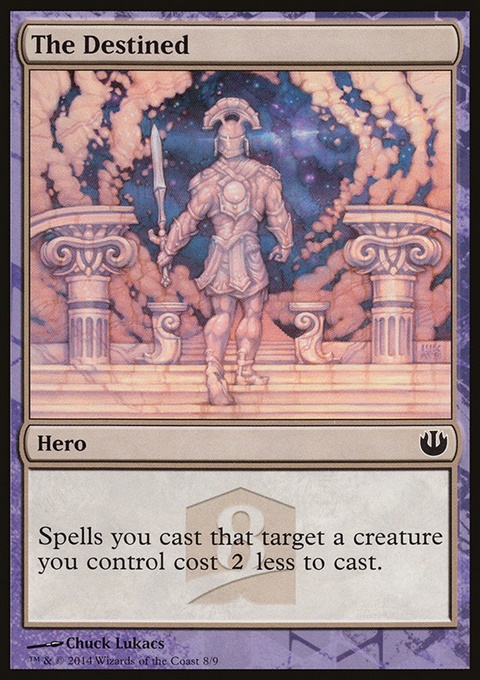 The Destined
Hero
8
Spells you cast that target a creature
you control cost 2 less to cast.
Chuck Lukacs
™ & © 2014 Wizards of the Coast 8/9